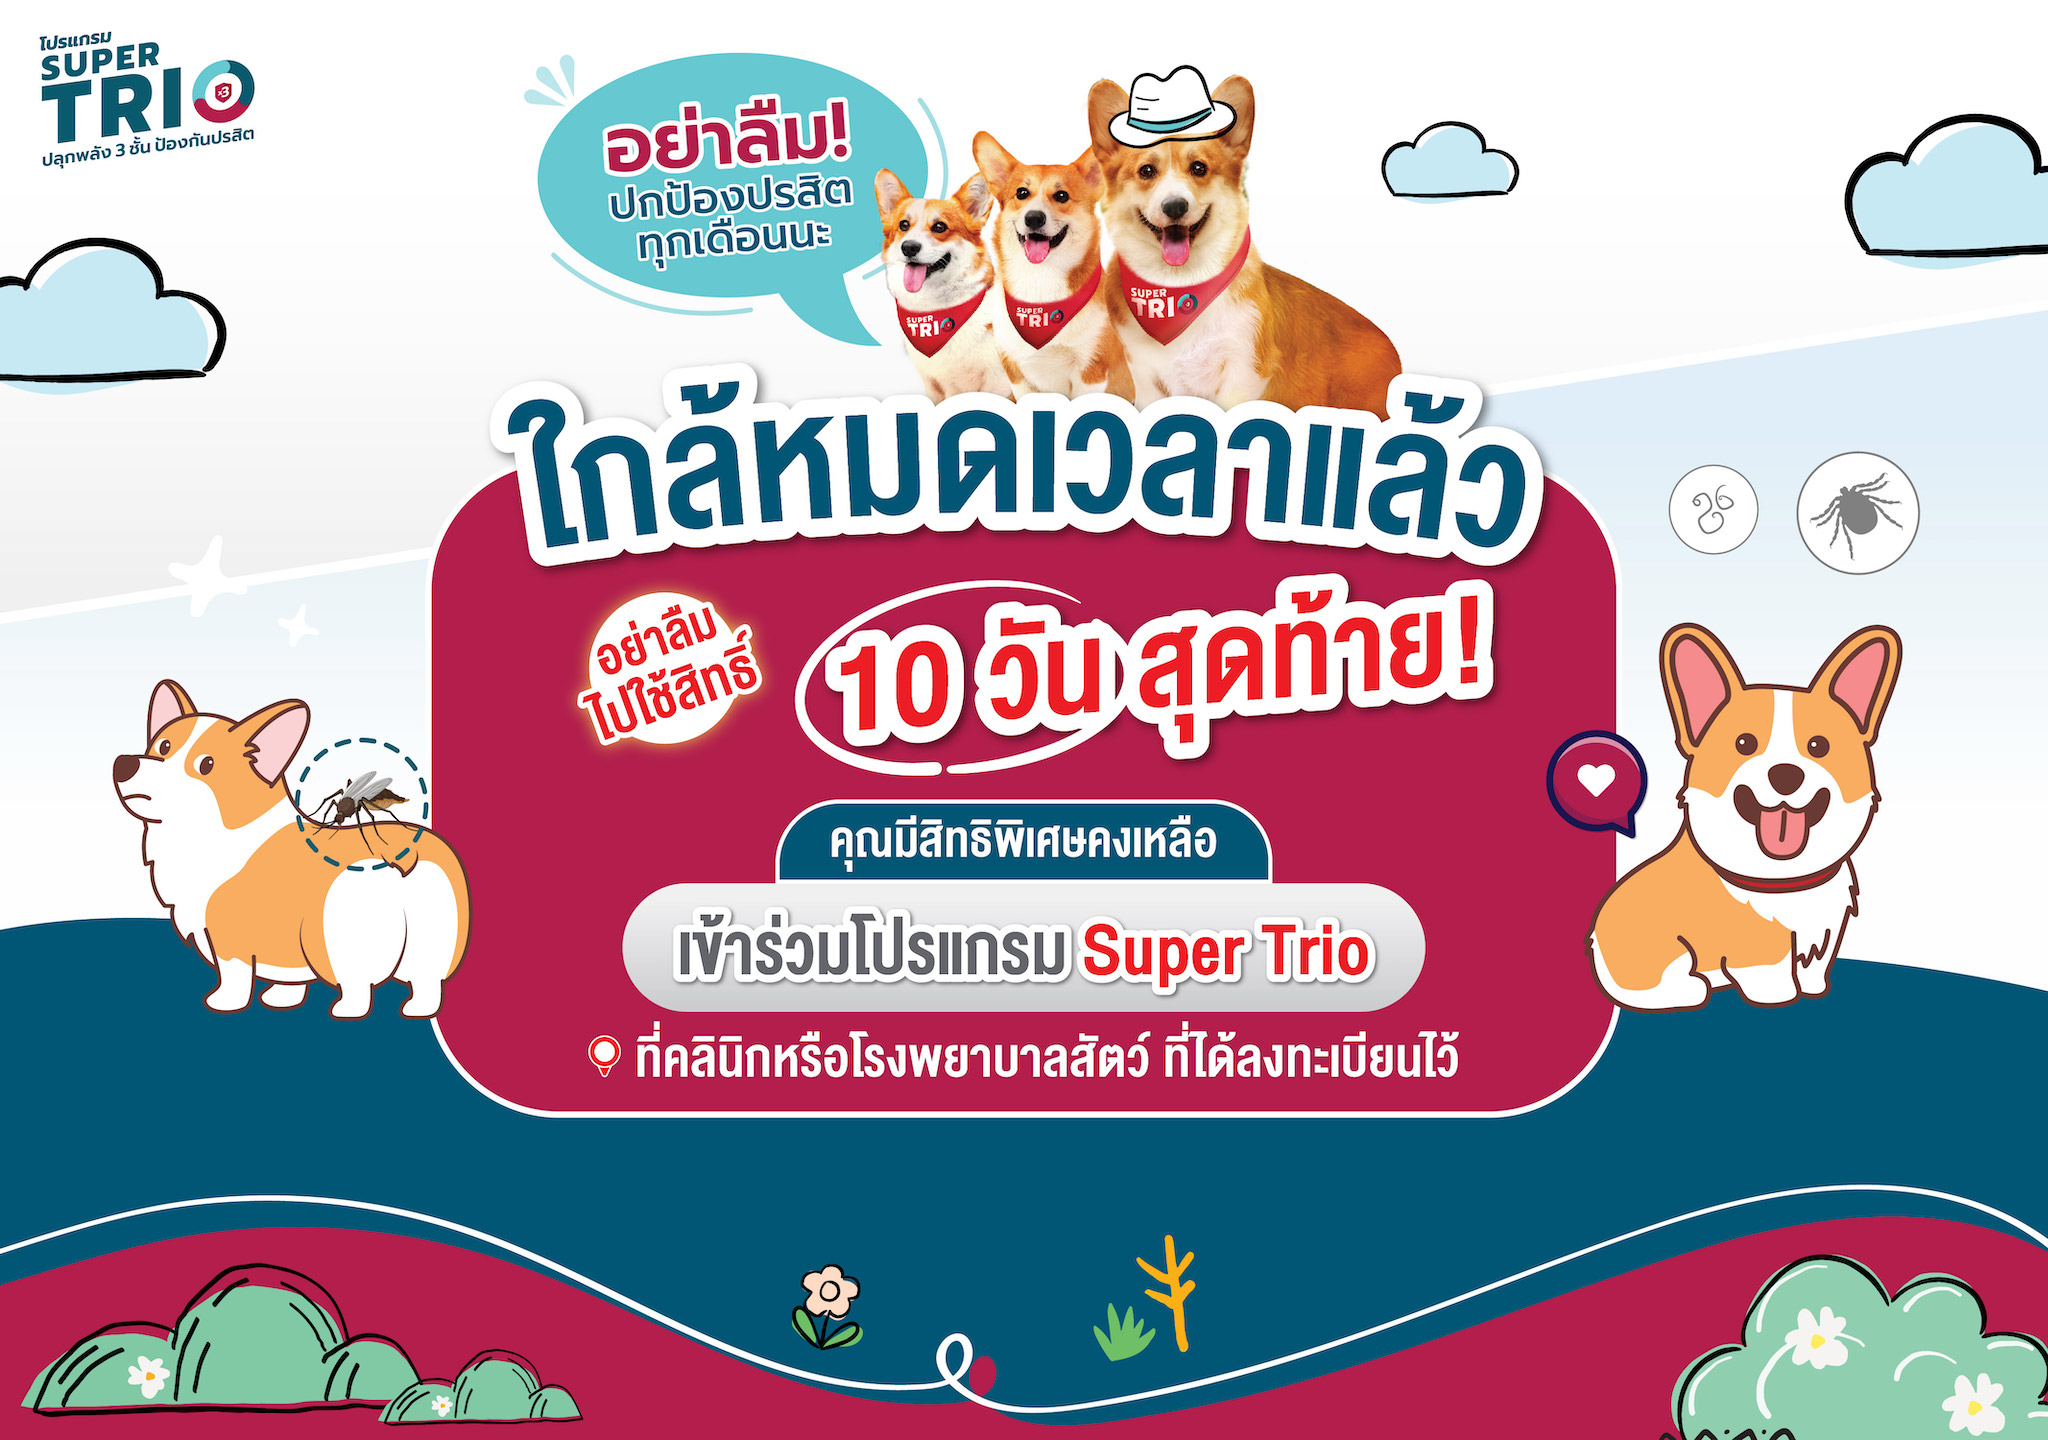 โปรแกรม
SUPER
TRIO
x3
ปลุกพลัง 3 ชั้น ป้องกันปรสิต
อย่าลืม!
ปกป้องปรสิต
ทุกเดือนนะ
SUPER
TRIO
SUPER
TRIO
SUPER
TRIO
ใกล้หมดเวลาแล้ว
อย่าลืม
ไปใช้สิทธิ์
10 วัน สุดท้าย!
คุณมีสิทธิพิเศษคงเหลือ
เข้าร่วมโปรแกรม Super Trio
ที่คลินิกหรือโรงพยาบาลสัตว์ ที่ได้ลงทะเบียนไว้